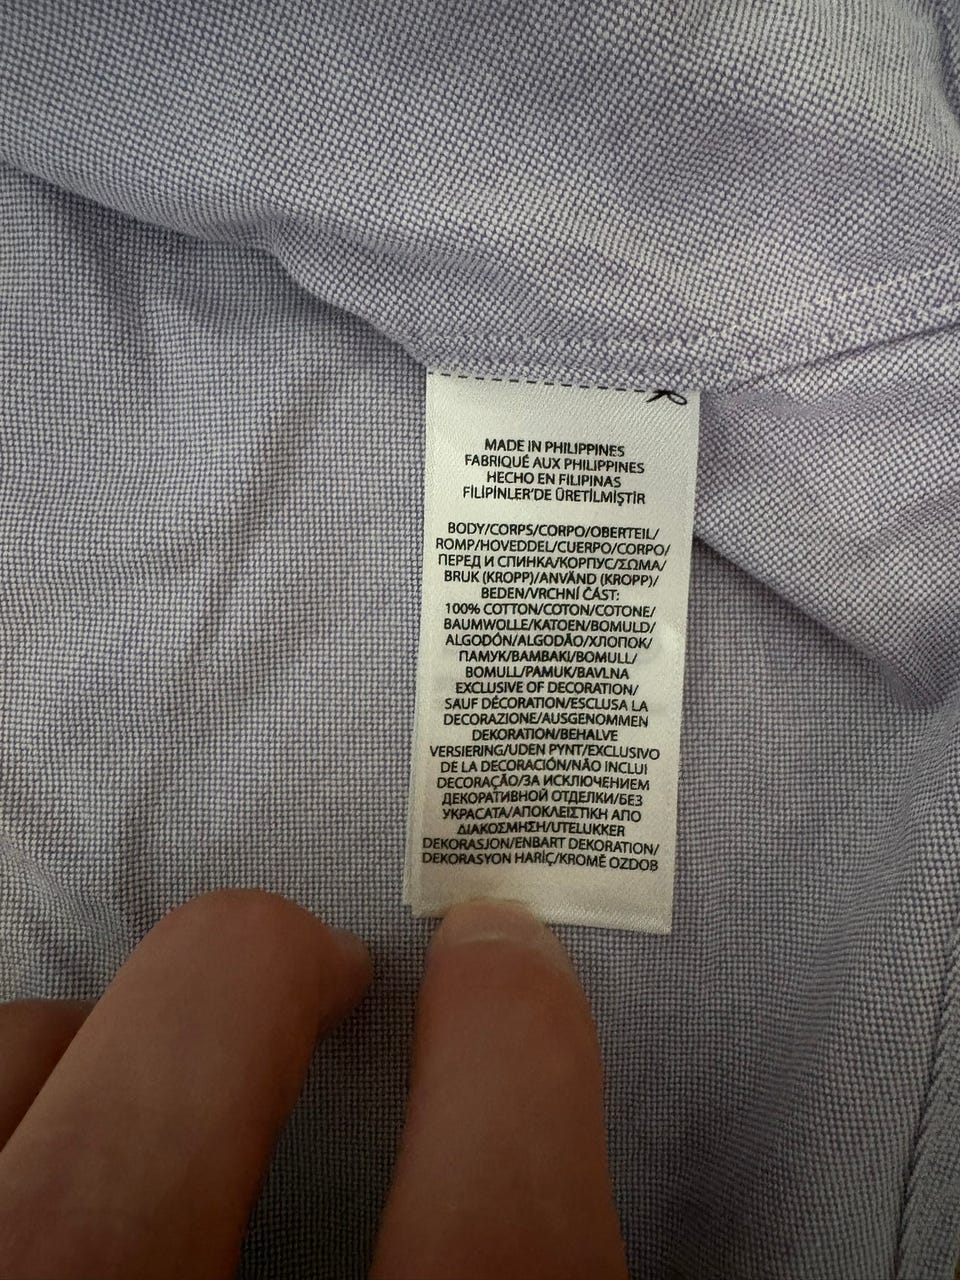 MADE IN PHILIPPINES
FABRIQUÉ AUX PHILIPPINES
HECHO EN FILIPINAS
FİLİPİNLER'DE ÜRETİLMİŞTİR
BODY/CORPS/CORPO/OBERTEIL/
ROMP/HOVEDDEL/CUERPO/CORPO/
ПЕРЕД И СПИНКА/КОРПУС/ΣΩΜΑ/
BRUK (KROPP)/ANVÄND (KROPP)/
BEDEN/VRCHNÍ ČÁST:
100% COTTON/COTON/COTONE/
BAUMWOLLE/KATOEN/BOMULD/
ALGODÓN/ALGODÃO/ХЛОПОК/
ПАМУК/ΒΑΜΒΑΚΙ/BOMULL/
BOMULL/PAMUK/BAVLNA
EXCLUSIVE OF DECORATION/
SAUF DÉCORATION/ESCLUSA LA
DECORAZIONE/AUSGENOMMEN
DEKORATION/BEHALVE
VERSIERING/UDEN PYNT/EXCLUSIVO
DE LA DECORACIÓN/NÃO INCLUI
DECORAÇÃO/ЗА ИСКЛЮЧЕНИЕМ
ДЕКОРАТИВНОЙ ОТДЕЛКИ/БЕЗ
УКРАСАТА/ΑΠΟΚΛΕΙΣΤΙΚΗ ΑΠΟ
ΔΙΑΚΟΣΜΗΣΗ/UTELUKKER
DEKORASJON/ENBART DEKORATION/
DEKORASYON HARİÇ/KROMĚ OZDOB